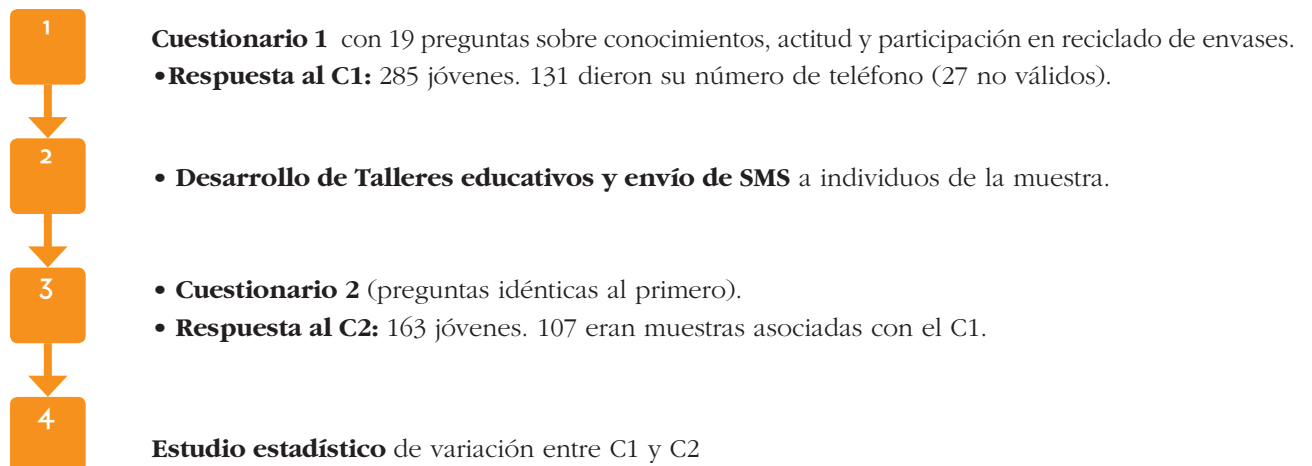 1
Cuestionario 1 con 19 preguntas sobre conocimientos, actitud y participación en reciclado de envases.
•Respuesta al C1: 285 jóvenes. 131 dieron su número de teléfono (27 no válidos).
2
• Desarrollo de Talleres educativos y envío de SMS a individuos de la muestra.
3
• Cuestionario 2 (preguntas idénticas al primero).
• Respuesta al C2: 163 jóvenes. 107 eran muestras asociadas con el C1.
4
Estudio estadístico de variación entre C1 y C2